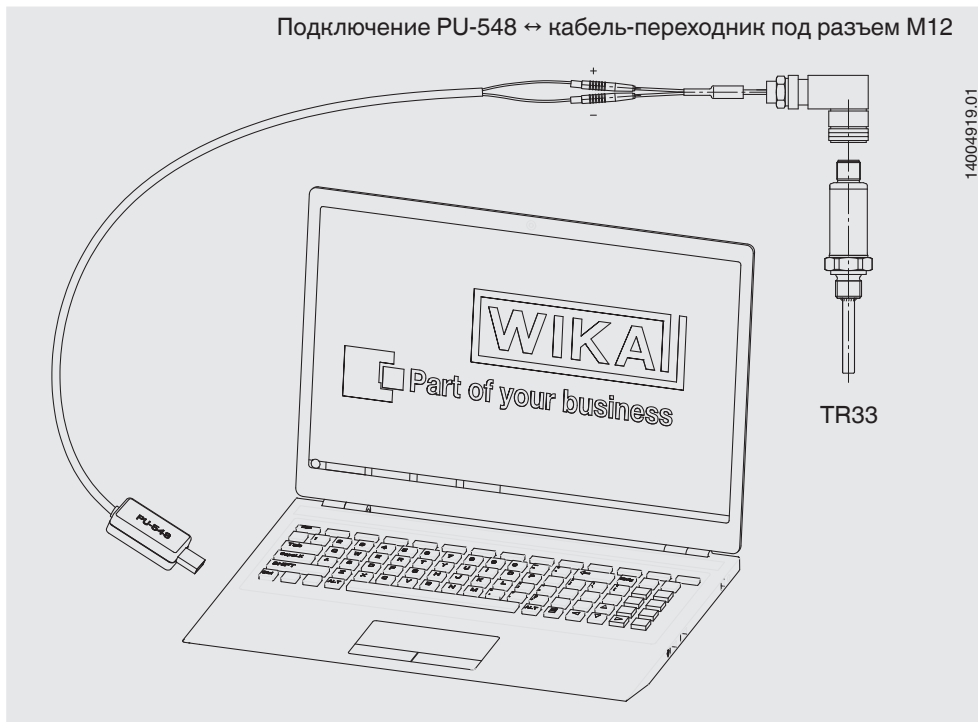 Подключение PU-548 ↔ кабель-переходник под разъем M12
+
−
14004919.01
WIKA
Part of your business
TR33
PU-548